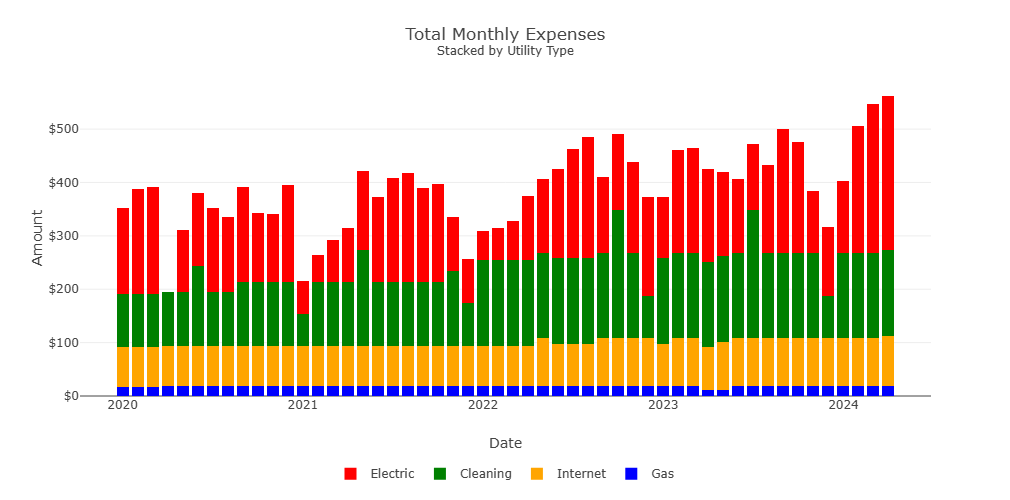 Total Monthly Expenses
Stacked by Utility Type
Amount
$500
$400
$300
$200
$100
$0
2020 2021 2022 2023 2024
Date
Electric Cleaning Internet Gas